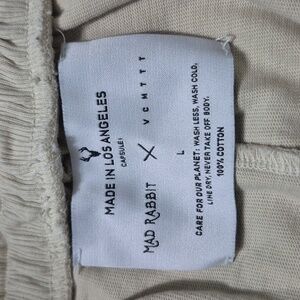 MADE IN LOS ANGELES
CAPSULE I
MAD RABBIT X VCMTTT
CARE FOR OUR PLANET: WASH LESS, WASH COLD,
LINE DRY, NEVER TAKE OFF BODY.
100% COTTON